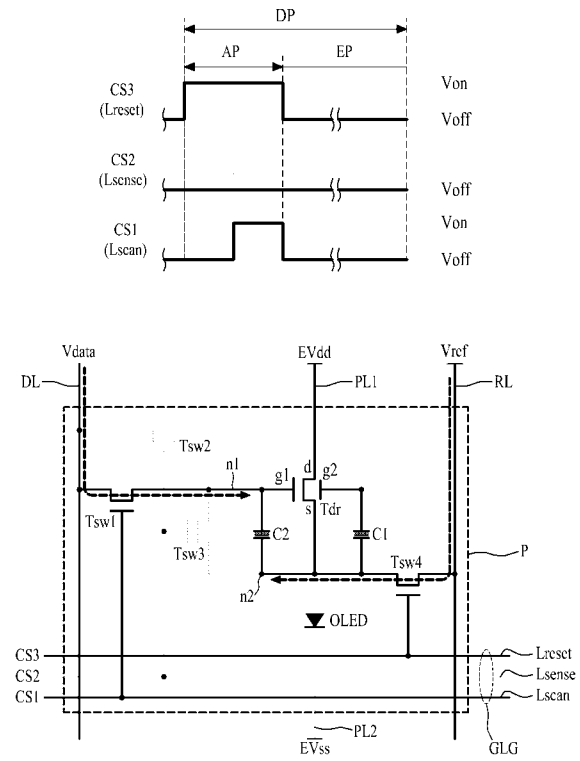 DP
AP EP
CS3
(Lreset)
Von
Voff
CS2
(Lsense)
Voff
CS1
(Lscan)
Von
Voff
Vdata EVdd Vref
DL PL1 RL
Tsw2
n1 g1 d g2
Tsw1 s Tdr
Tsw3 C2 C1
Tsw4
P
n2
OLED
CS3 Lreset
CS2 Lsense
CS1 Lscan
PL2
EVss GLG